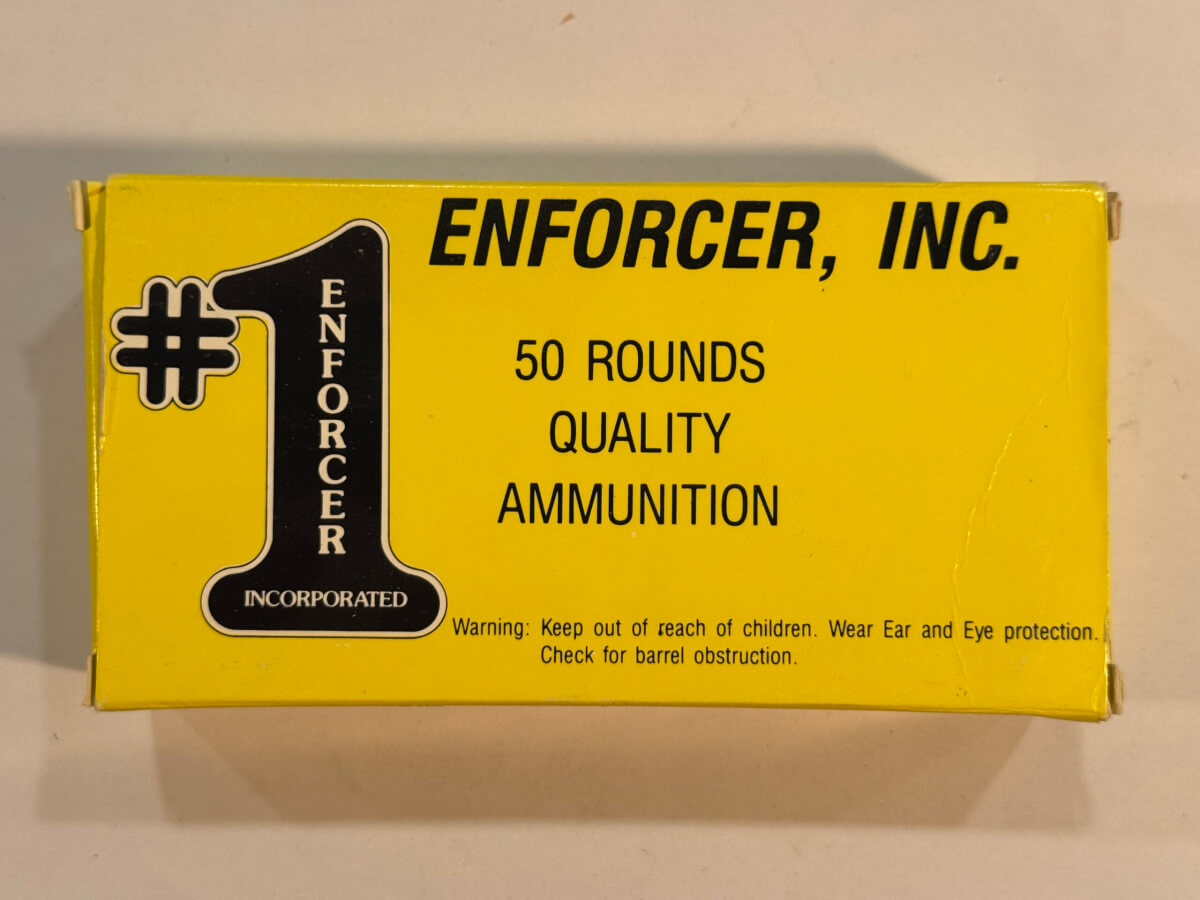 ENFORCER, INC.
#1
ENFORCER
INCORPORATED
50 ROUNDS
QUALITY
AMMUNITION
Warning: Keep out of reach of children. Wear Ear and Eye protection.
Check for barrel obstruction.